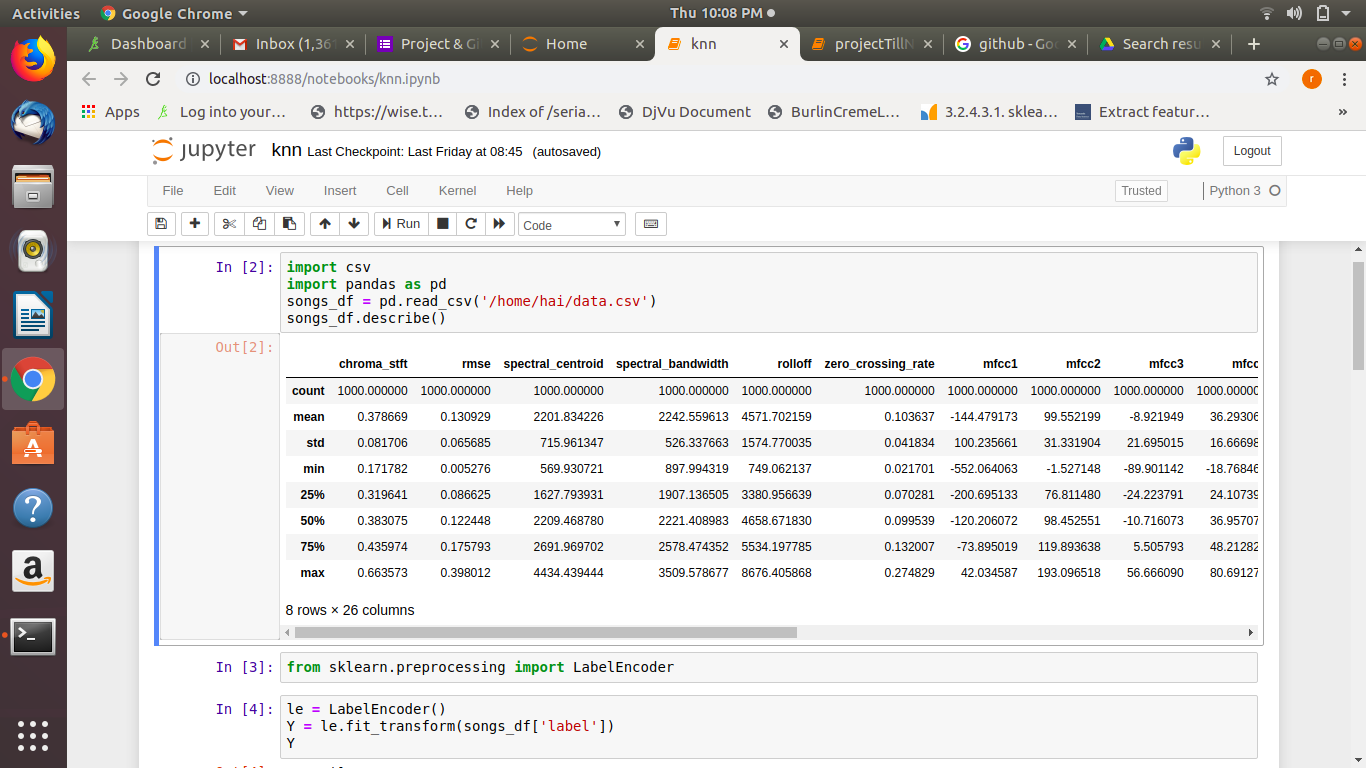 Activities Google Chrome Thu 10:08 PM
Dashboard Inbox (1,36 Project & Gi Home knn projectTillN github - Goo Search resu
localhost:8888/notebooks/knn.ipynb r
Apps Log into your… https://wise.t… Index of /seria… DjVu Document BurlinCremeL… 3.2.4.3.1. sklea… Extract featur… »
jupyter knn Last Checkpoint: Last Friday at 08:45 (autosaved) Logout
File Edit View Insert Cell Kernel Help Trusted Python 3
Run Code
In [2]: import csv
import pandas as pd
songs_df = pd.read_csv('/home/hai/data.csv')
songs_df.describe()
Out[2]:
chroma_stft rmse spectral_centroid spectral_bandwidth rolloff zero_crossing_rate mfcc1 mfcc2 mfcc3 mfcc
count 1000.000000 1000.000000 1000.000000 1000.000000 1000.000000 1000.000000 1000.000000 1000.000000 1000.000000 1000.00000
mean 0.378669 0.130929 2201.834226 2242.559613 4571.702159 0.103637 -144.479173 99.552199 -8.921949 36.29306
std 0.081706 0.065685 715.961347 526.337663 1574.770035 0.041834 100.235661 31.331904 21.695015 16.66698
min 0.171782 0.005276 569.930721 897.994319 749.062137 0.021701 -552.064063 -1.527148 -89.901142 -18.76846
25% 0.319641 0.086625 1627.793931 1907.136505 3380.956639 0.070281 -200.695133 76.811480 -24.223791 24.10739
50% 0.383075 0.122448 2209.468780 2221.408983 4658.671830 0.099539 -120.206072 98.452551 -10.716073 36.95707
75% 0.435974 0.175793 2691.969702 2578.474352 5534.197785 0.132007 -73.895019 119.893638 5.505793 48.21282
max 0.663573 0.398012 4434.439444 3509.578677 8676.405868 0.274829 42.034587 193.096518 56.666090 80.69127
8 rows × 26 columns
In [3]: from sklearn.preprocessing import LabelEncoder
In [4]: le = LabelEncoder()
Y = le.fit_transform(songs_df['label'])
Y